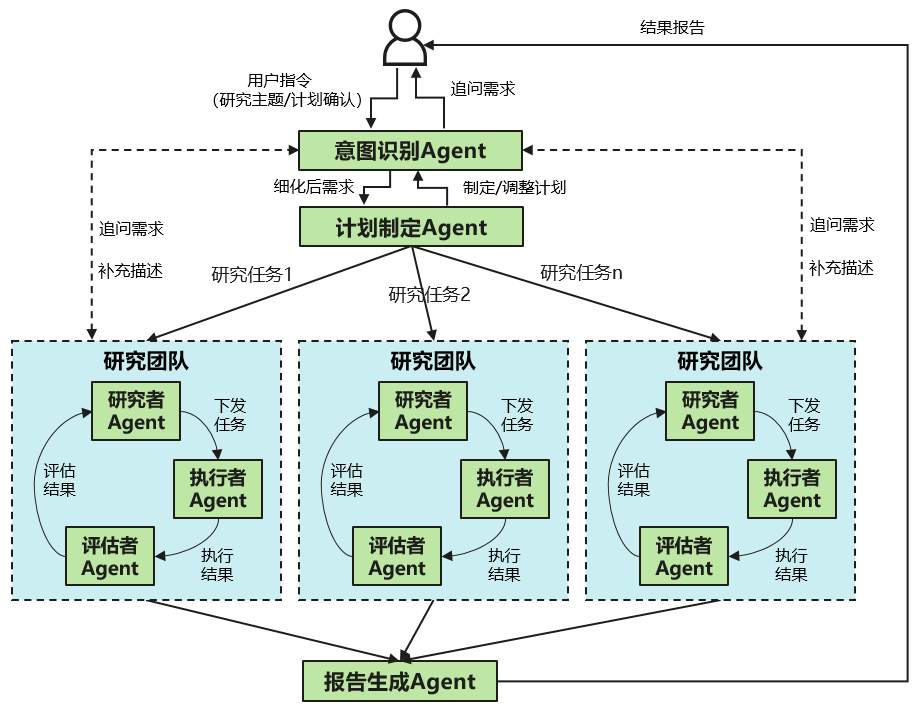 结果报告
用户指令
（研究主题/计划确认）
追问需求
意图识别Agent
细化后需求
制定/调整计划
计划制定Agent
追问需求
补充描述
追问需求
补充描述
研究任务1
研究任务2
研究任务n
研究团队
研究者
Agent
下发
任务
执行者
Agent
评估
结果
评估者
Agent
执行
结果
研究团队
研究者
Agent
下发
任务
执行者
Agent
评估
结果
评估者
Agent
执行
结果
研究团队
研究者
Agent
下发
任务
执行者
Agent
评估
结果
评估者
Agent
执行
结果
报告生成Agent